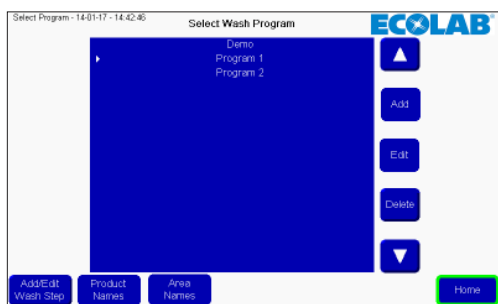 Select Program - 14-01-17 - 14:42:46
Select Wash Program
ECOLAB
Demo
Program 1
Program 2
Add
Edit
Delete
Add/Edit
Wash Step
Product
Names
Area
Names
Home